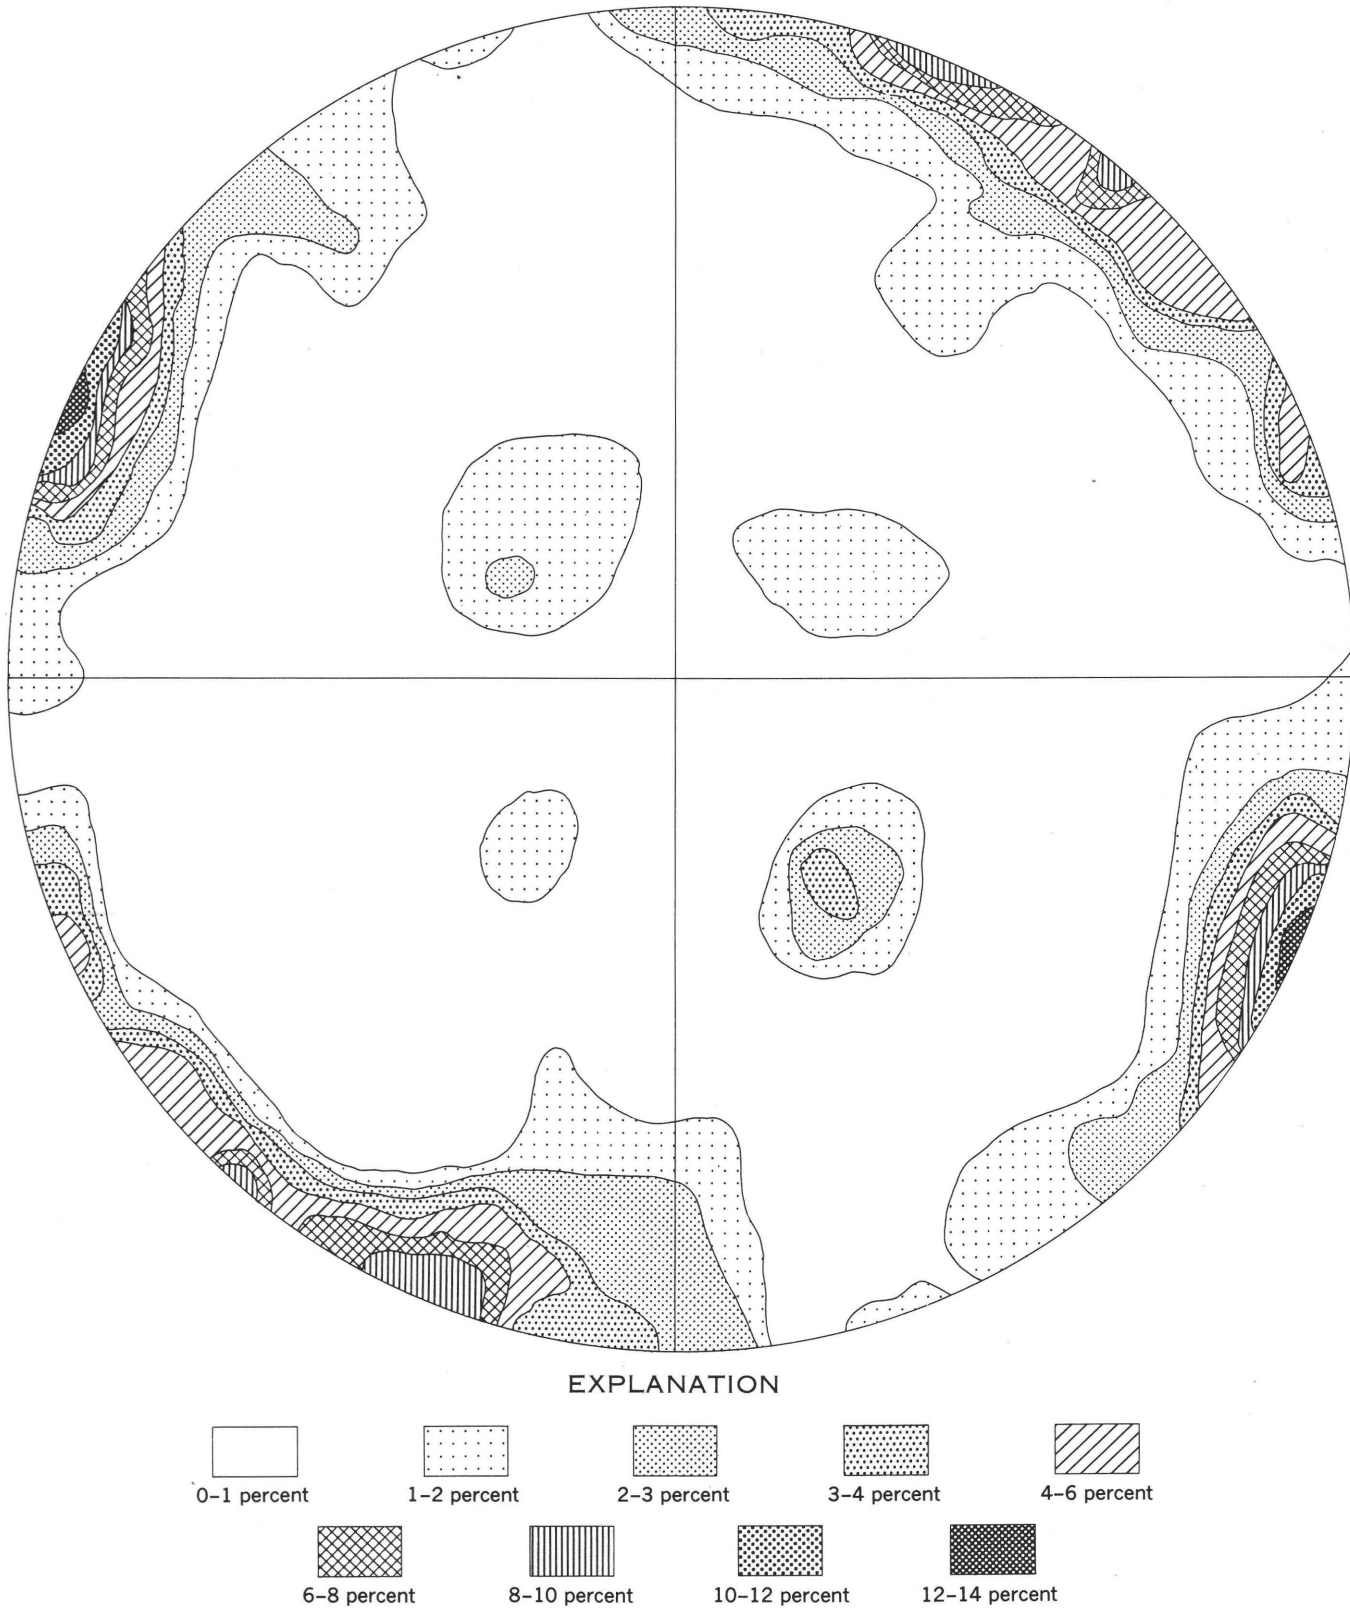 EXPLANATION
0–1 percent 1–2 percent 2–3 percent 3–4 percent 4–6 percent
6–8 percent 8–10 percent 10–12 percent 12–14 percent